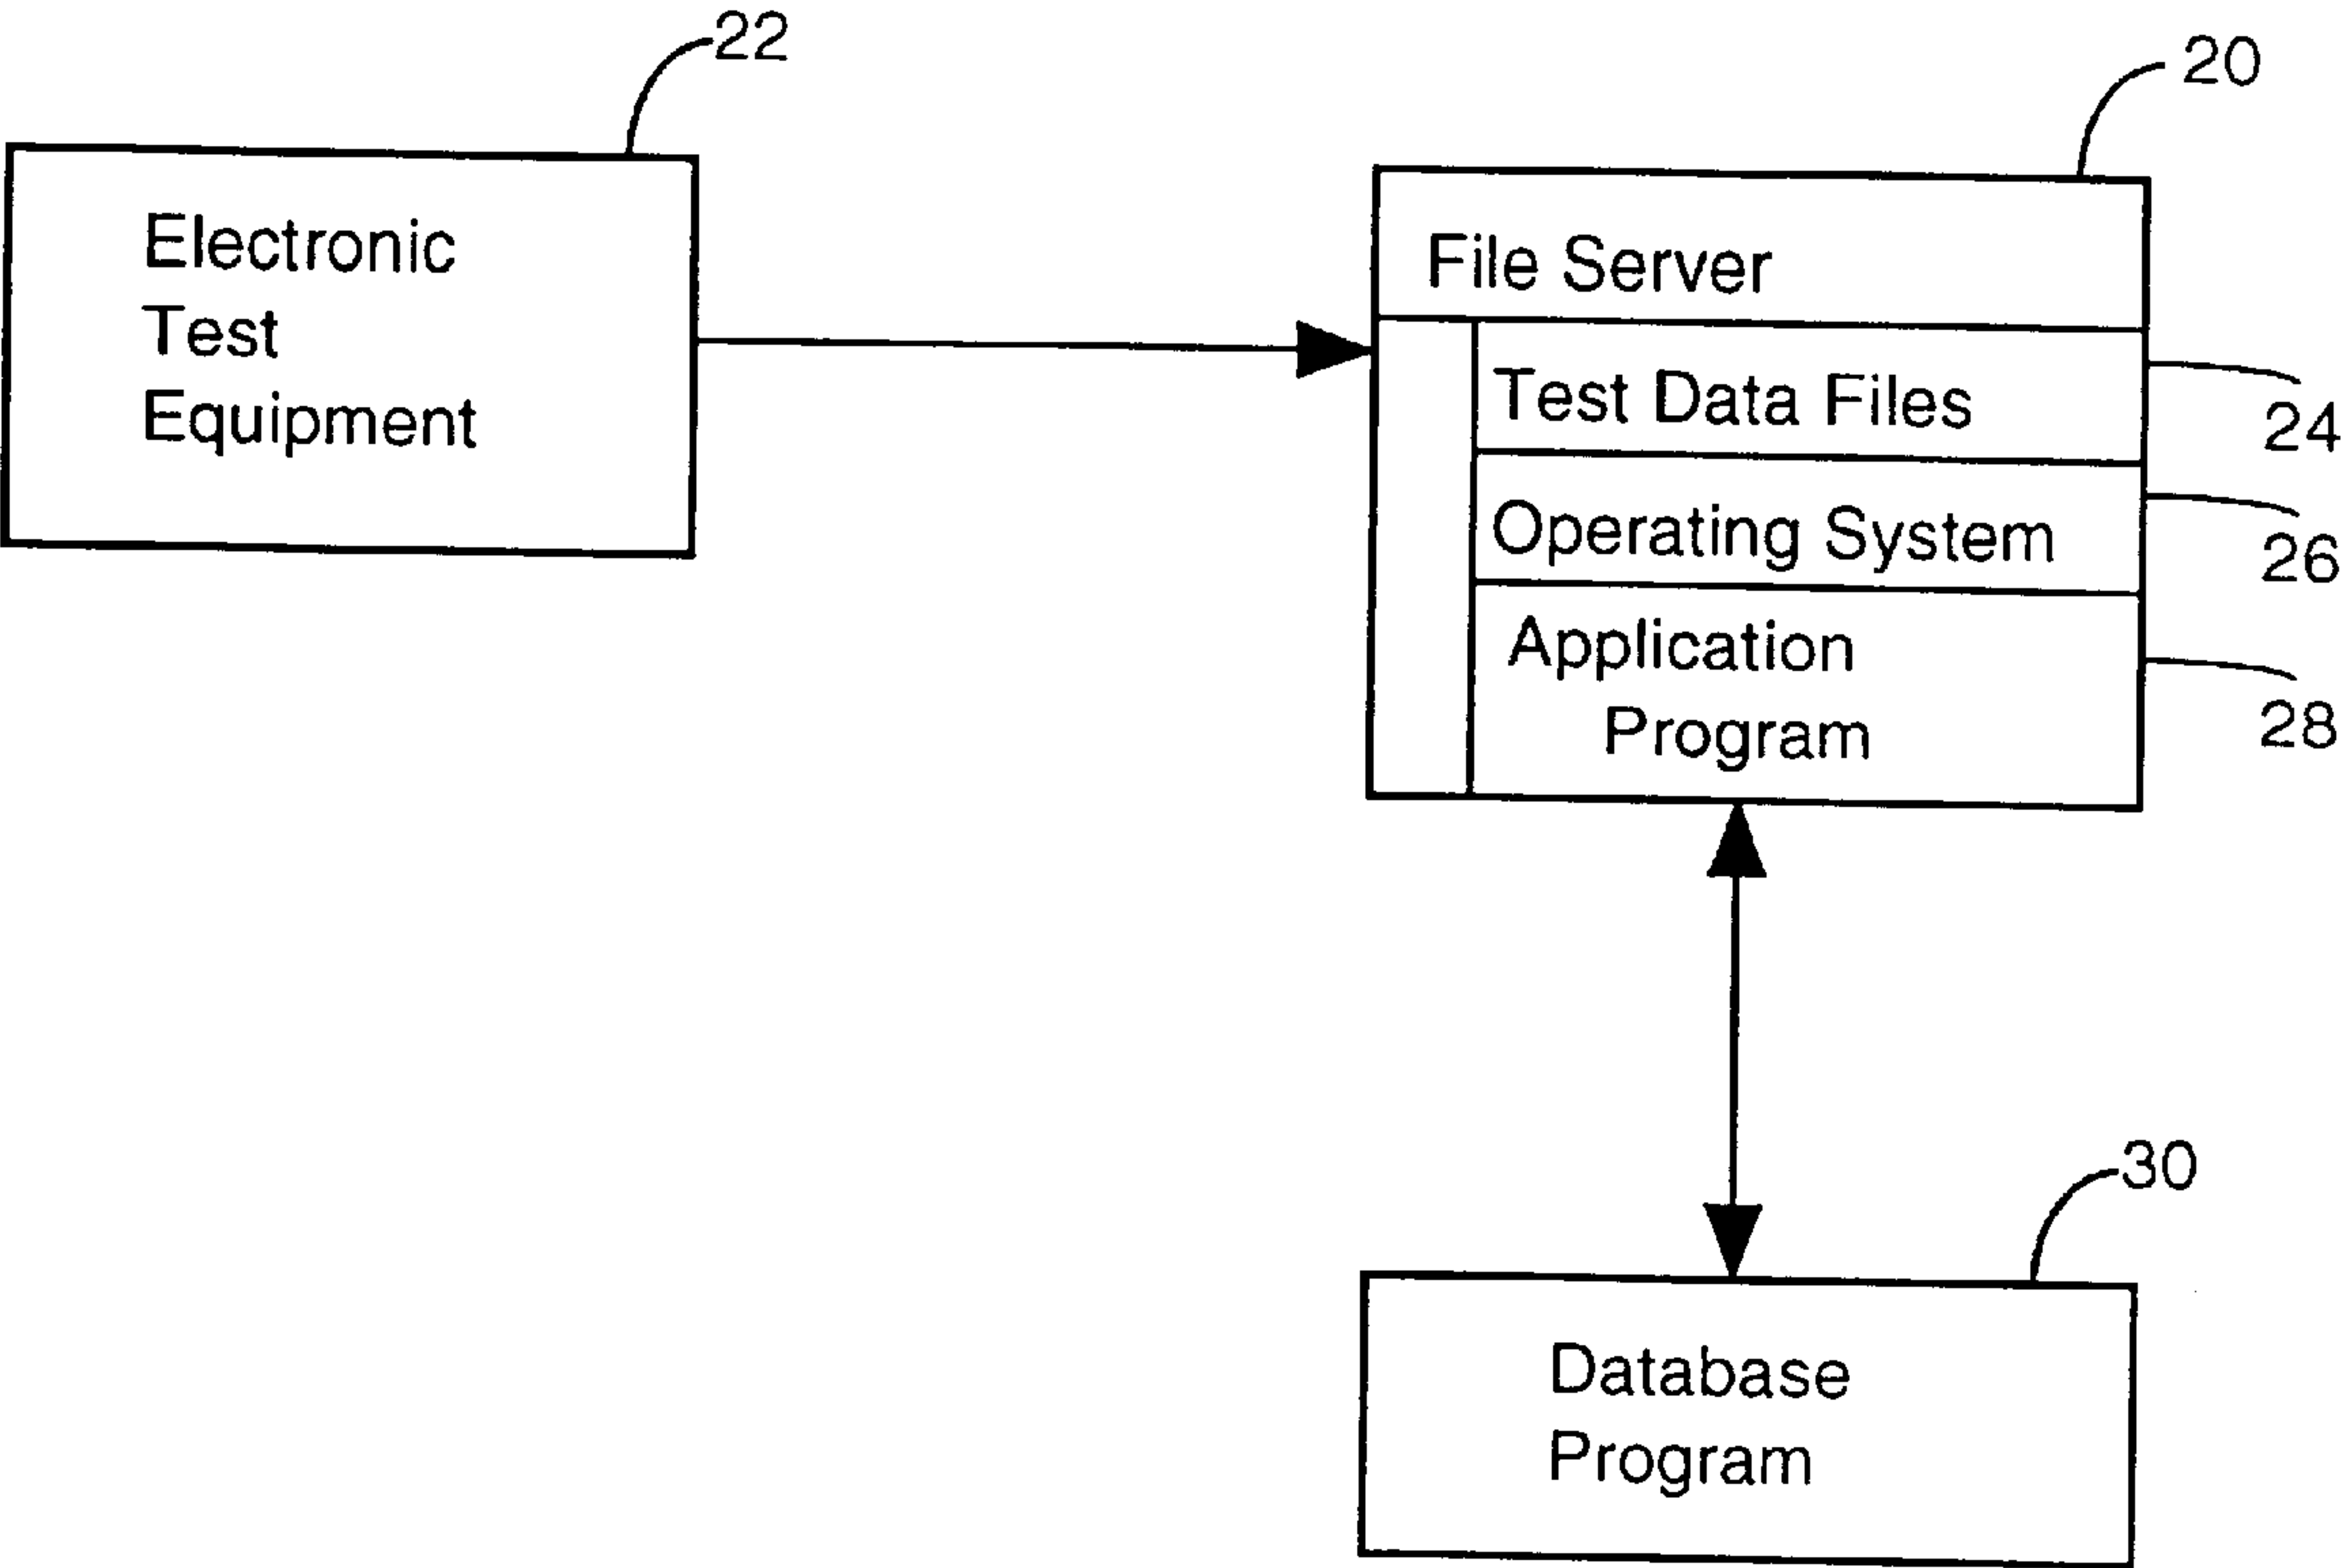 22
20
Electronic
Test
Equipment
File Server
Test Data Files
24
Operating System
26
Application
Program
28
30
Database
Program